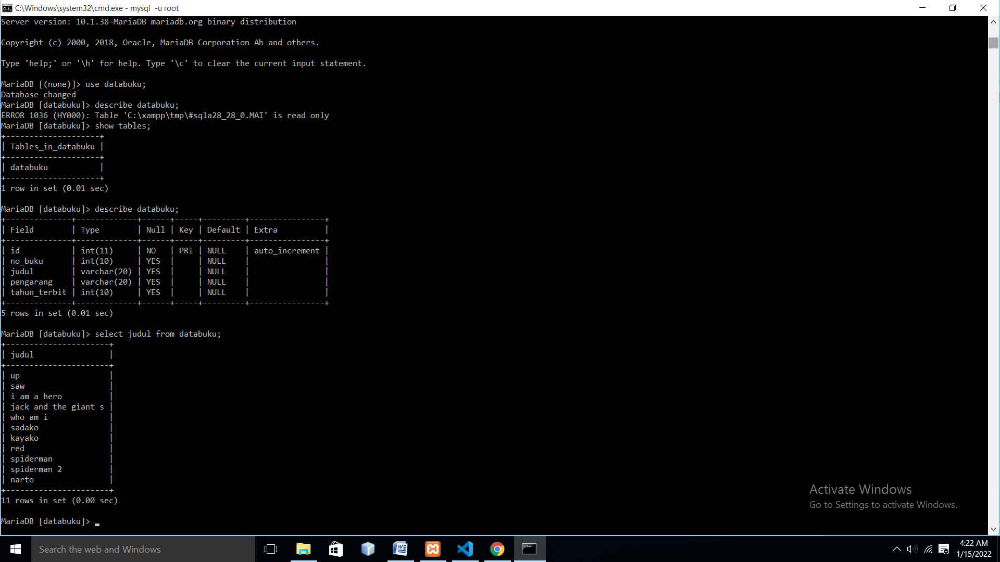 C:\Windows\system32\cmd.exe - mysql  -u root
Server version: 10.1.38-MariaDB mariadb.org binary distribution
Copyright (c) 2000, 2018, Oracle, MariaDB Corporation Ab and others.
Type 'help;' or '\h' for help. Type '\c' to clear the current input statement.
MariaDB [(none)]> use databuku;
Database changed
MariaDB [databuku]> describe databuku;
ERROR 1036 (HY000): Table 'C:\xampp\tmp\#sqla28_28_0.MAI' is read only
MariaDB [databuku]> show tables;
+--------------------+
| Tables_in_databuku |
+--------------------+
| databuku           |
+--------------------+
1 row in set (0.01 sec)
MariaDB [databuku]> describe databuku;
+--------------+-------------+------+-----+---------+----------------+
| Field        | Type        | Null | Key | Default | Extra          |
+--------------+-------------+------+-----+---------+----------------+
| id           | int(11)     | NO   | PRI | NULL    | auto_increment |
| no_buku      | int(10)     | YES  |     | NULL    |                |
| judul        | varchar(20) | YES  |     | NULL    |                |
| pengarang    | varchar(20) | YES  |     | NULL    |                |
| tahun_terbit | int(10)     | YES  |     | NULL    |                |
+--------------+-------------+------+-----+---------+----------------+
5 rows in set (0.01 sec)
MariaDB [databuku]> select judul from databuku;
+----------------------+
| judul                |
+----------------------+
| up                   |
| saw                  |
| i am a hero          |
| jack and the giant s |
| who am i             |
| sadako               |
| kayako               |
| red                  |
| spiderman            |
| spiderman 2          |
| narto                |
+----------------------+
11 rows in set (0.00 sec)
MariaDB [databuku]> _
Activate Windows
Go to Settings to activate Windows.
Search the web and Windows
4:22 AM
1/15/2022